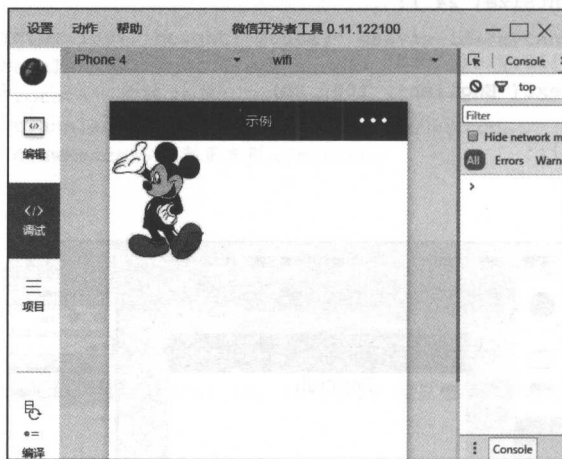 设置 动作 帮助 微信开发者工具 0.11.122100
iPhone 4 wifi
Console
top
Filter
Hide network m
All Errors Warn
示例
</>
编辑
</>
调试
项目
编译
Console